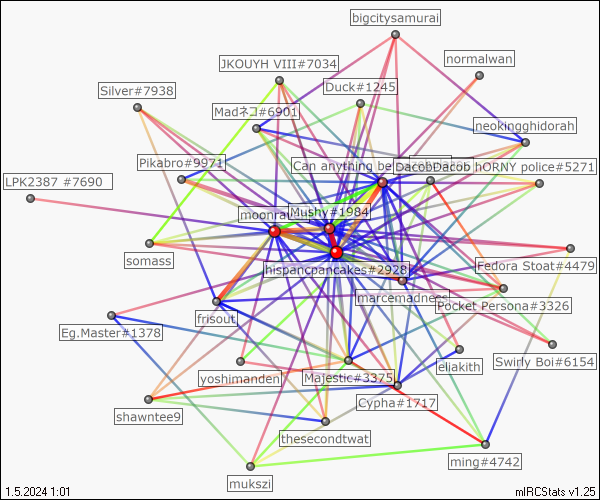 bigcitysamurai
normalwan
JKOUYH VIII#7034
Duck#1245
Silver#7938
Madネコ#6901
neokingghidorah
Pikabro#9971
Can anything be
DacobDacob hORNY police#5271
LPK2387 #7690
moonra
Mushy#1984
somass
hispancpancakes#2928
Fedora Stoat#4479
marcemadness
Pocket Persona#3326
frisout
Eg.Master#1378
Swirly Boi#6154
eliakith
yoshimanden
Majestic#3375
Cypha#1717
shawntee9
thesecondtwat
ming#4742
mukszi
1.5.2024 1:01
mIRCStats v1.25